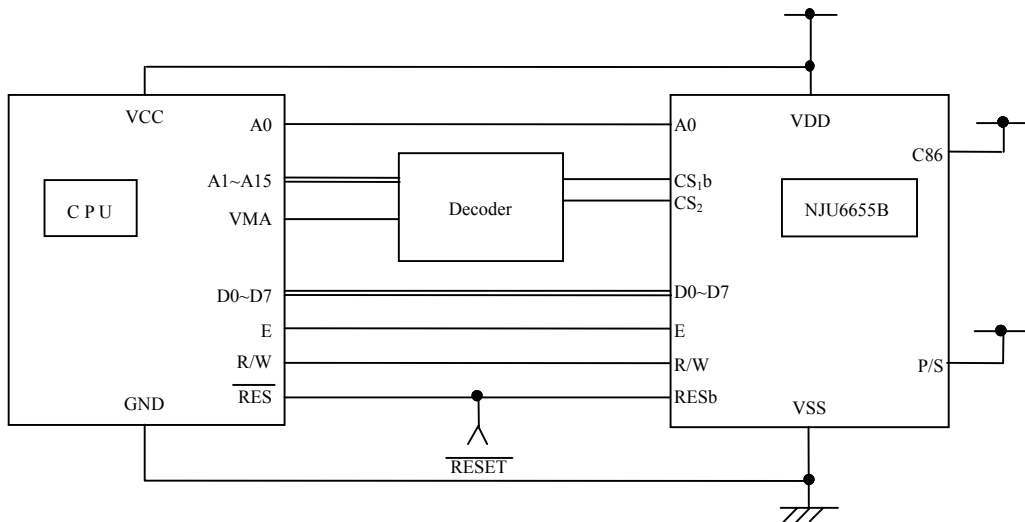 VCC
A0
A1~A15
C P U
VMA
D0~D7
E
R/W
RES
GND
Decoder
RESET
VDD
A0
C86
CS1b
CS2
NJU6655B
D0~D7
E
R/W
P/S
RESb
VSS